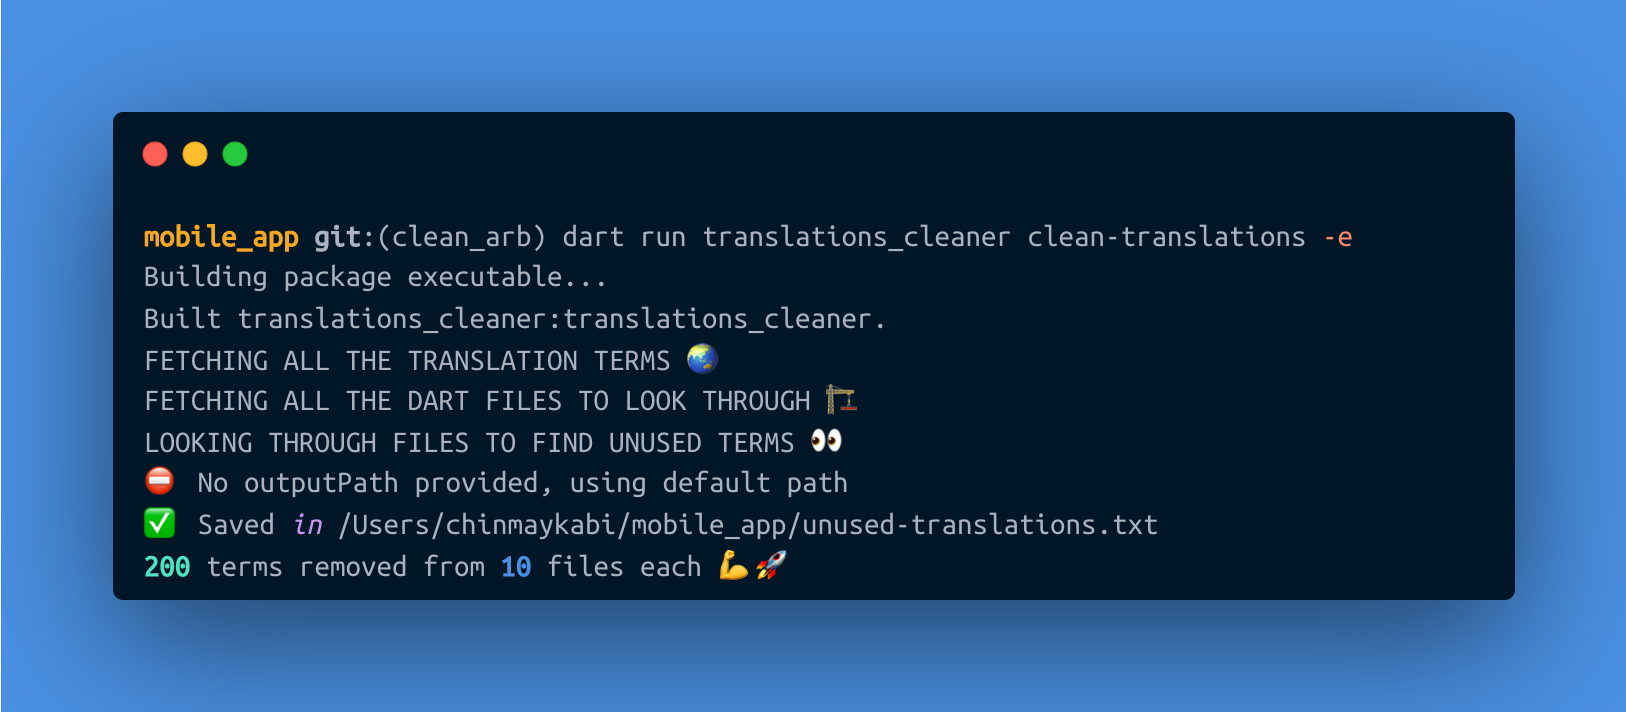 mobile_app git:(clean_arb) dart run translations_cleaner clean-translations -e
Building package executable...
Built translations_cleaner:translations_cleaner.
FETCHING ALL THE TRANSLATION TERMS 🌏
FETCHING ALL THE DART FILES TO LOOK THROUGH 🏗️
LOOKING THROUGH FILES TO FIND UNUSED TERMS 👀
⛔ No outputPath provided, using default path
✅ Saved in /Users/chinmaykabi/mobile_app/unused-translations.txt
200 terms removed from 10 files each 💪🚀